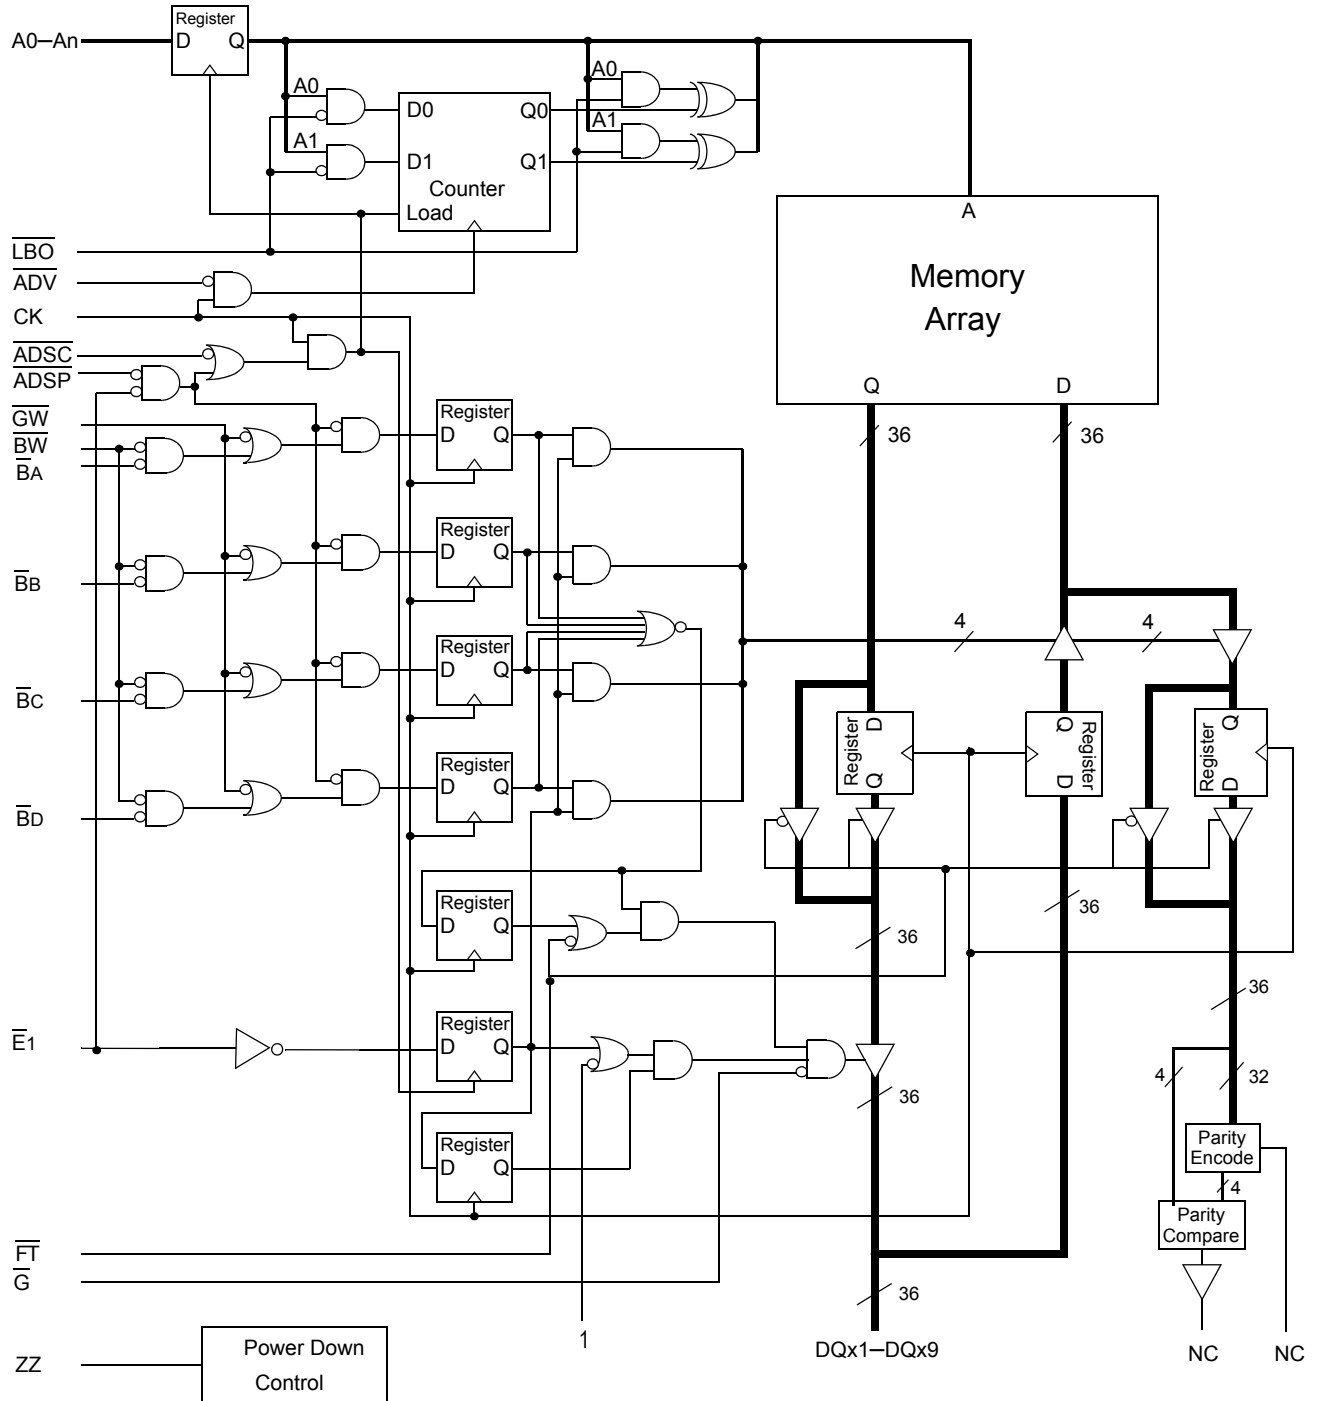 Register
A0–An
D Q
A0
A0
D0
Q0
A1
A1
D1
Q1
Counter
Load
A
LBO
ADV
Memory
Array
CK
ADSC
ADSP
Q
D
GW
Register
BW
D Q
36
36
BA
Register
D Q
BB
4
4
Register
D Q
BC
Register
D
Q
Q
D
Register
Register
Q
D
Register
D Q
BD
Register
D Q
36
36
36
Register
E1
D Q
4
32
36
Register
D Q
Parity
Encode
4
Parity
Compare
FT
G
36
1
DQx1–DQx9
NC
NC
ZZ
Power Down
Control